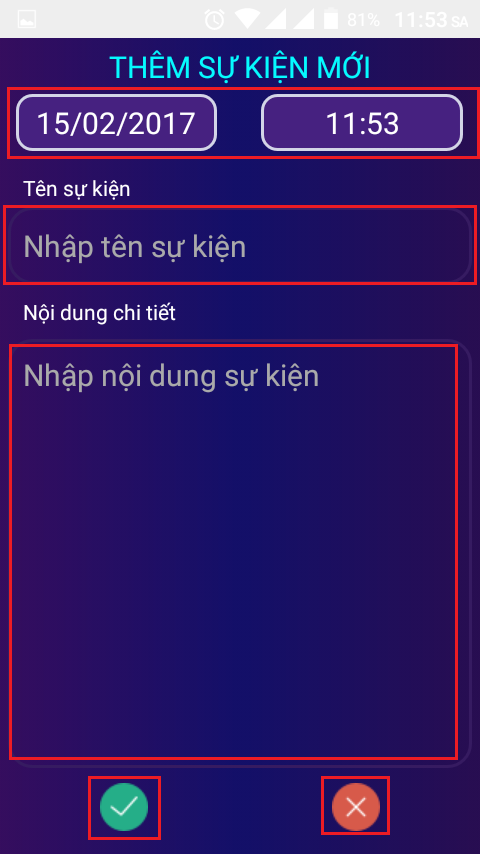 81% 11:53 SA
THÊM SỰ KIỆN MỚI
15/02/2017 11:53
Tên sự kiện
Nhập tên sự kiện
Nội dung chi tiết
Nhập nội dung sự kiện